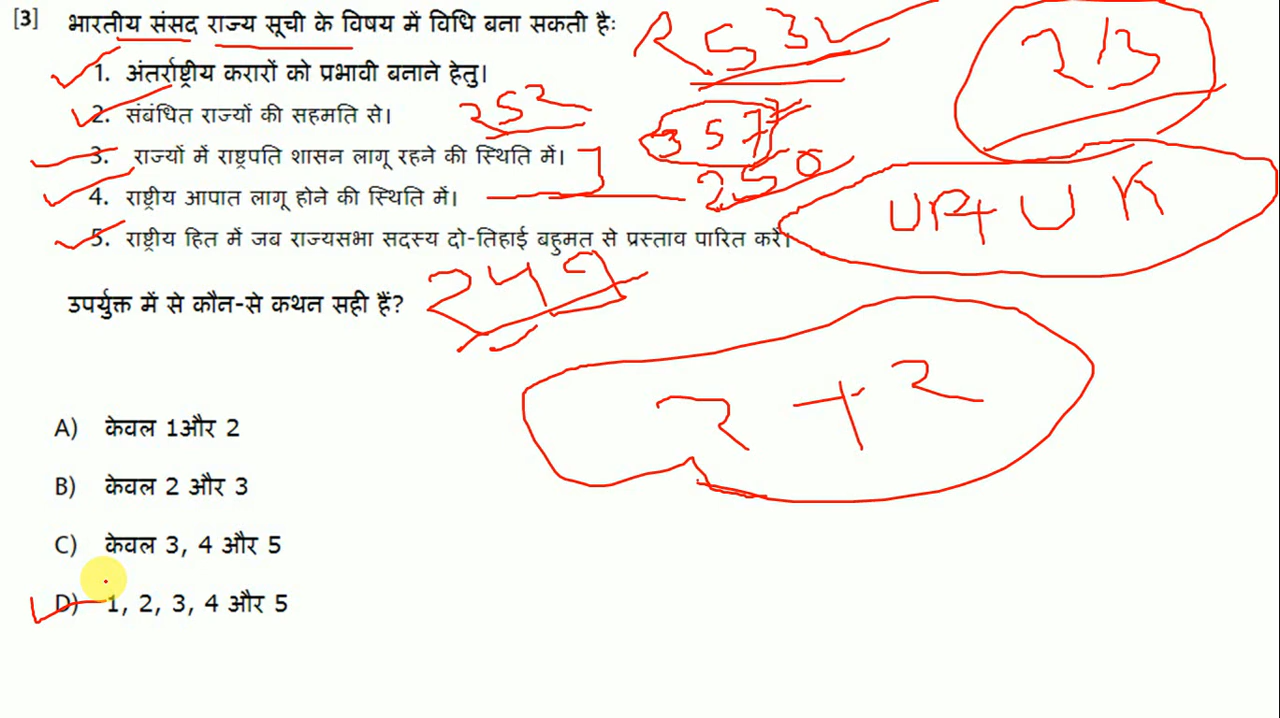 [3] भारतीय संसद राज्य सूची के विषय में विधि बना सकती हैः
1. अंतर्राष्ट्रीय करारों को प्रभावी बनाने हेतु।
2. संबंधित राज्यों की सहमति से।
3. राज्यों में राष्ट्रपति शासन लागू रहने की स्थिति में।
4. राष्ट्रीय आपात लागू होने की स्थिति में।
5. राष्ट्रीय हित में जब राज्यसभा सदस्य दो-तिहाई बहुमत से प्रस्ताव पारित करें।
253
252
357
250
2/3
UP+UK
249
उपर्युक्त में से कौन-से कथन सही हैं?
2+2
A) केवल 1और 2
B) केवल 2 और 3
C) केवल 3, 4 और 5
D) 1, 2, 3, 4 और 5